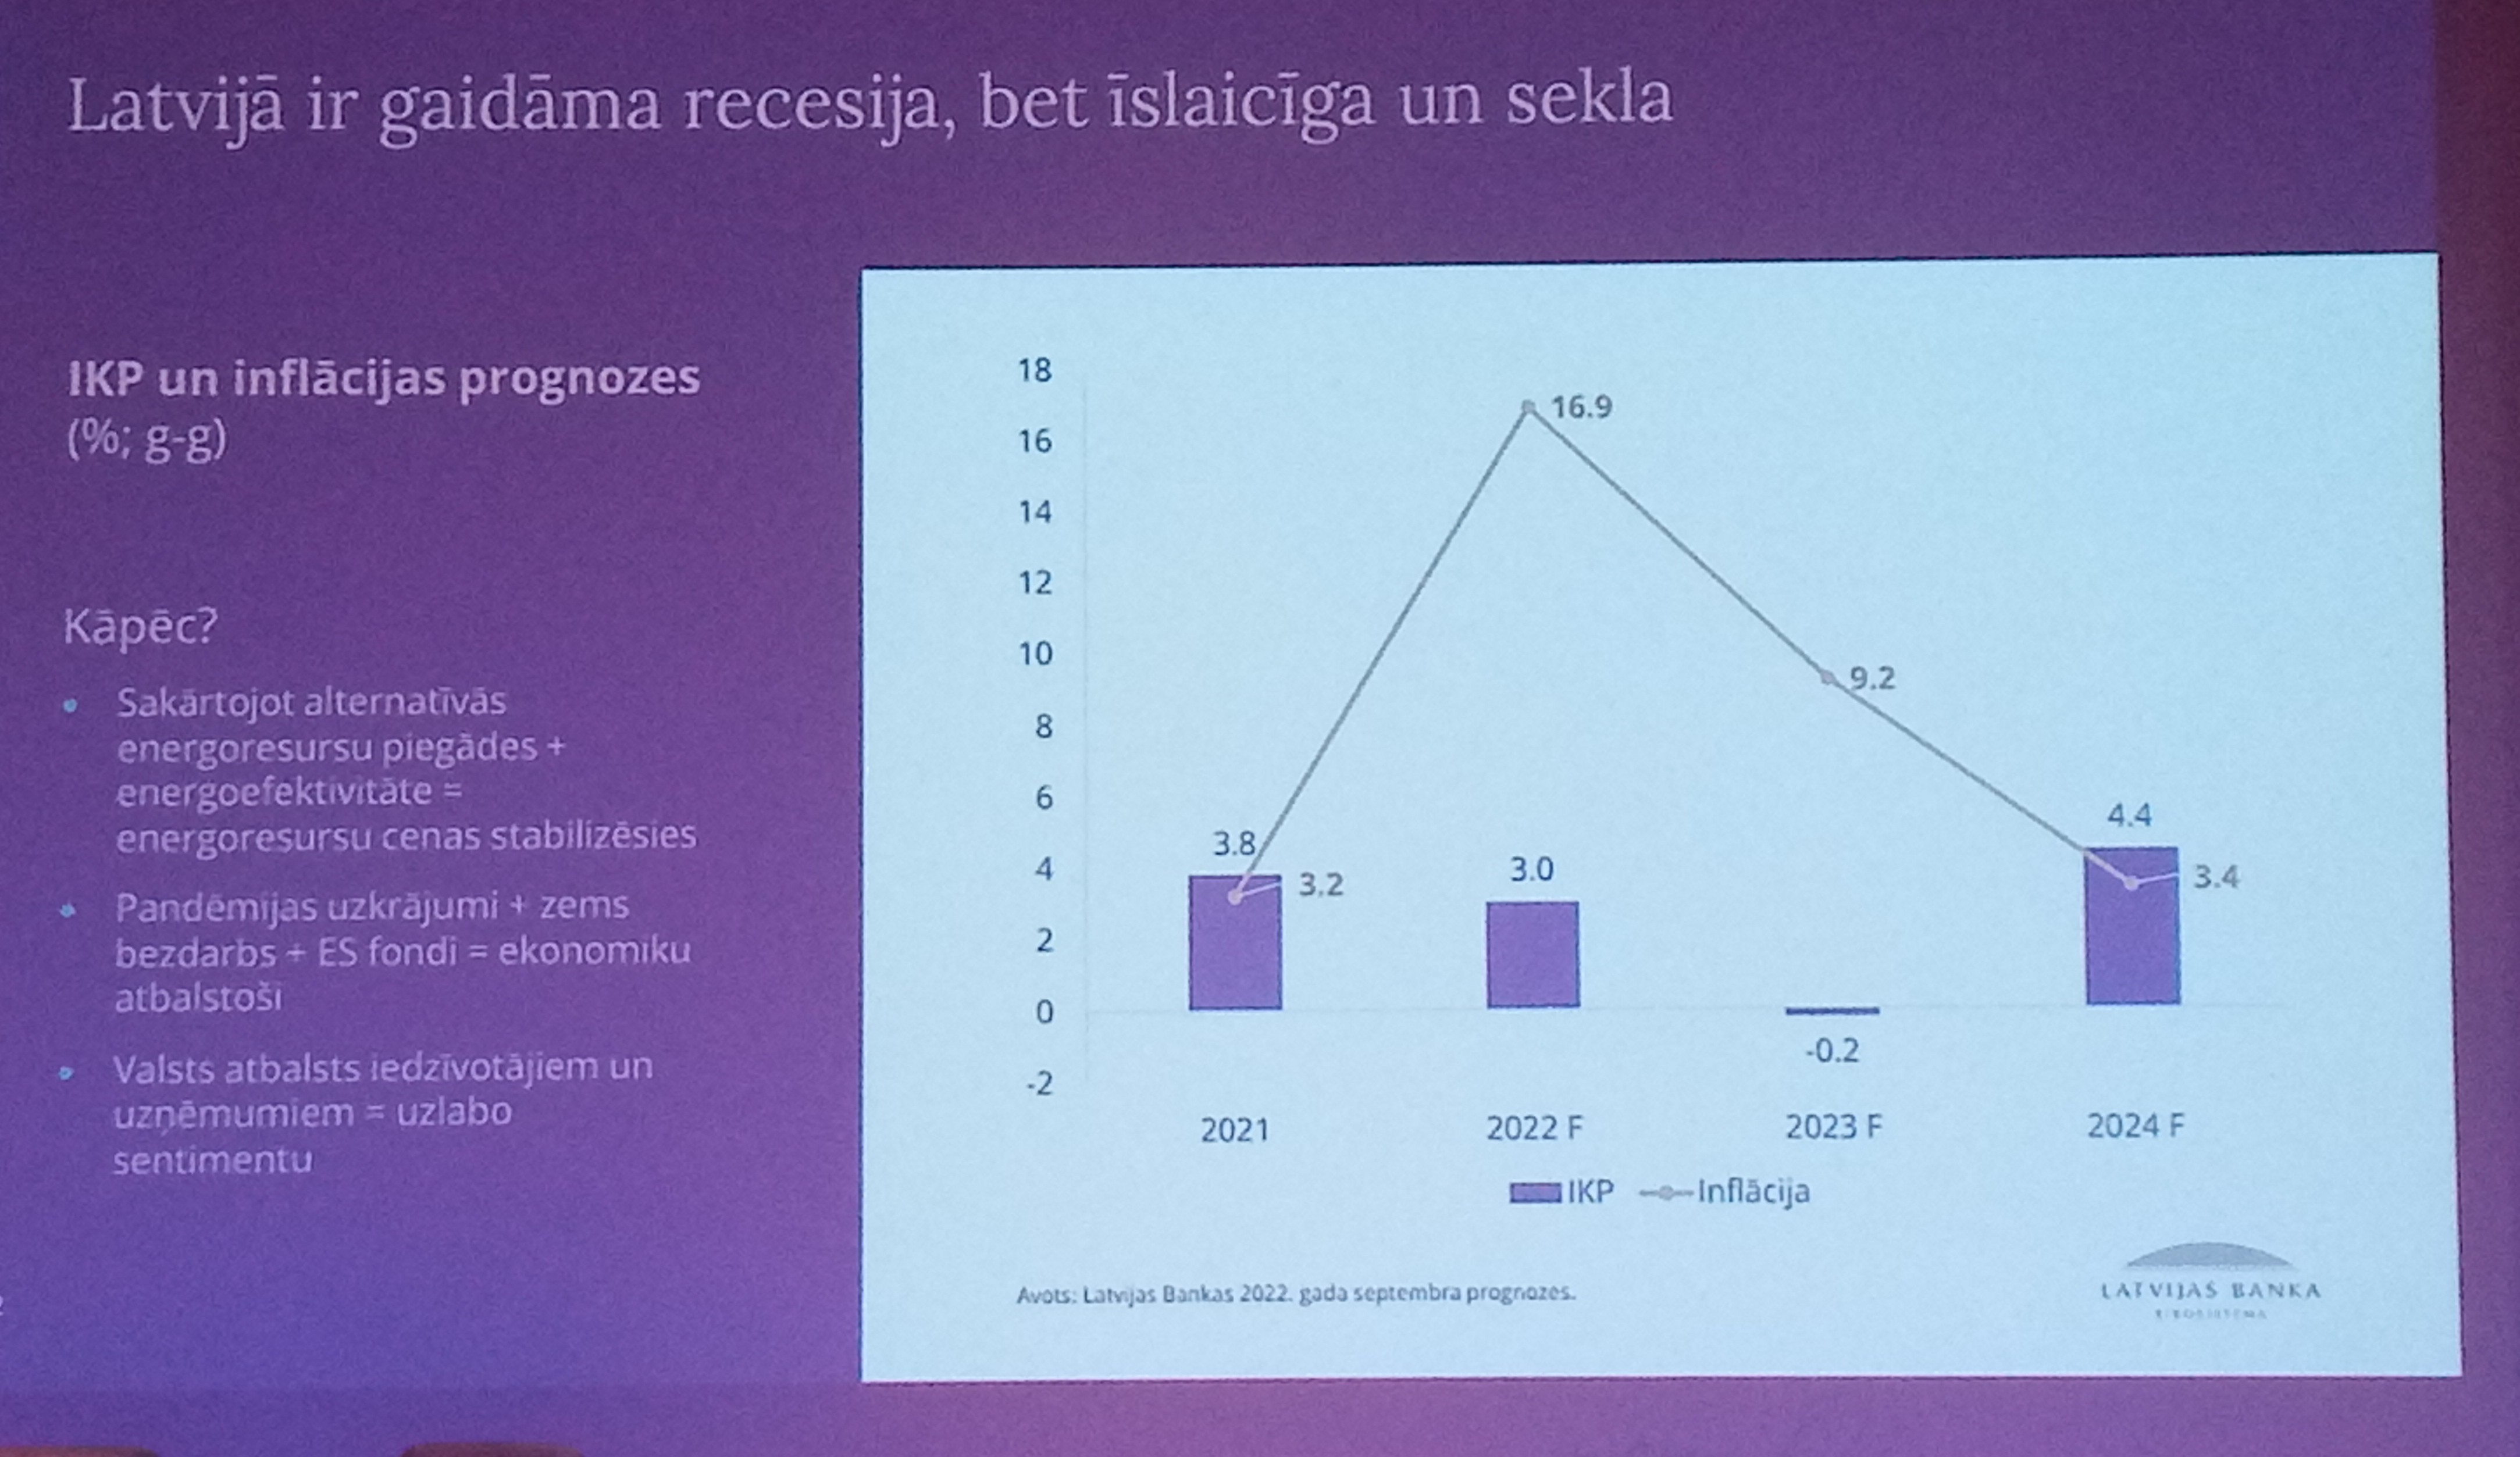 Latvijā ir gaidāma recesija, bet īslaicīga un sekla
IKP un inflācijas prognozes
(%; g-g)
Kāpēc?
• Sakārtojot alternatīvās
energoresursu piegādes +
energoefektivitāte =
energoresursu cenas stabilizēsies
• Pandēmijas uzkrājumi + zems
bezdarbs + ES fondi = ekonomiku
atbalstoši
• Valsts atbalsts iedzīvotājiem un
uzņēmumiem = uzlabo
sentimentu
18
16
14
12
10
8
6
4
2
0
-2
16.9
9.2
3.8
3.2
3.0
-0.2
4.4
3.4
2021
2022 F
2023 F
2024 F
IKP
Inflācija
Avots: Latvijas Bankas 2022. gada septembra prognozes.
LATVIJAS BANKA